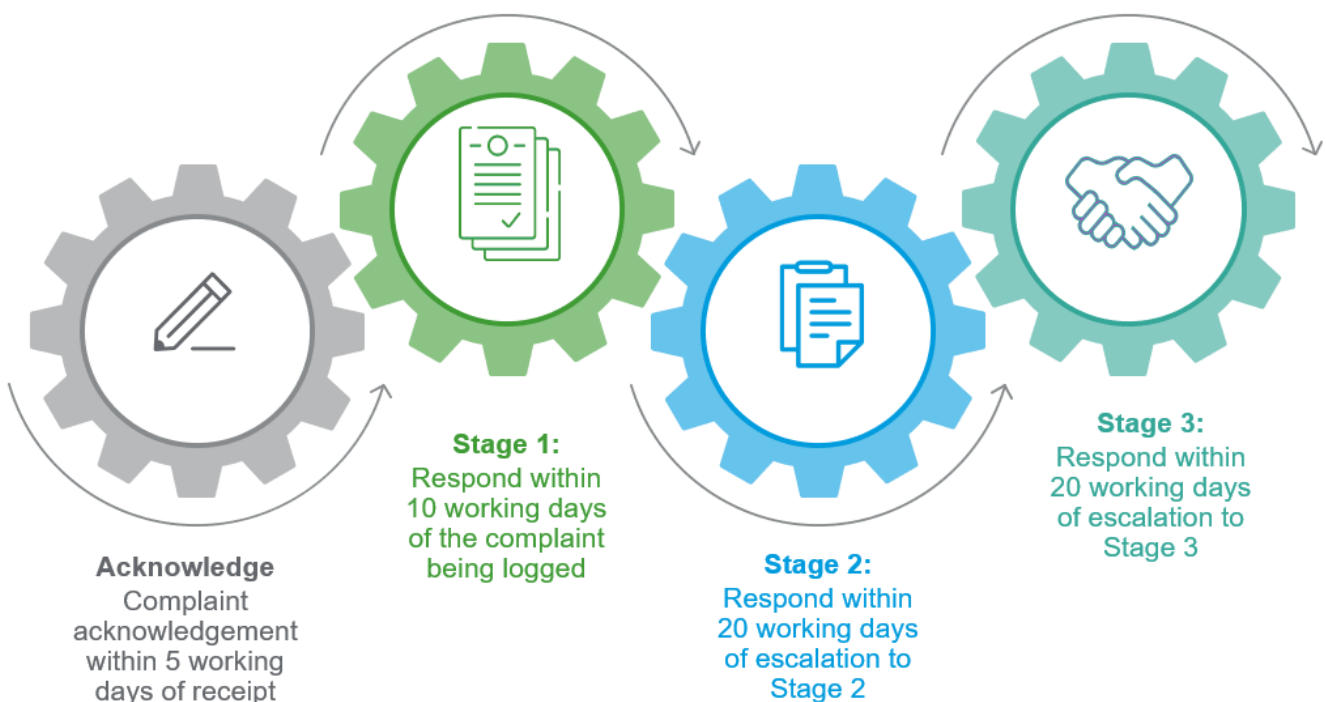 Acknowledge
Complaint
acknowledgement
within 5 working
days of receipt
Stage 1:
Respond within
10 working days
of the complaint
being logged
Stage 2:
Respond within
20 working days
of escalation to
Stage 2
Stage 3:
Respond within
20 working days
of escalation to
Stage 3